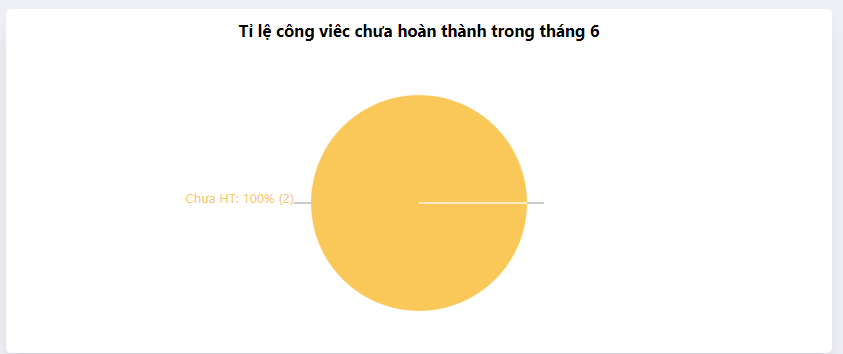 Tỉ lệ công viêc chưa hoàn thành trong tháng 6
Chưa HT: 100% (2)